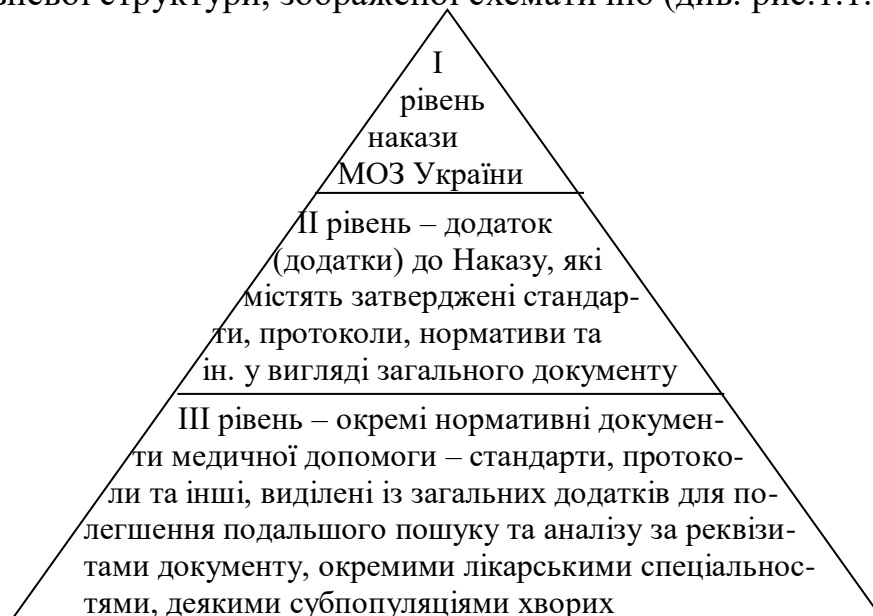 структури, зображеної схематично (див. рис.1.1.
I
рівень
накази
МОЗ України
II рівень – додаток
(додатки) до Наказу, які
містять затверджені стандар-
ти, протоколи, нормативи та
ін. у вигляді загального документу
III рівень – окремі нормативні докумен-
ти медичної допомоги – стандарти, протоко-
ли та інші, виділені із загальних додатків для по-
легшення подальшого пошуку та аналізу за реквізи-
тами документу, окремими лікарськими спеціальнос-
тями, деякими субпопуляціями хворих